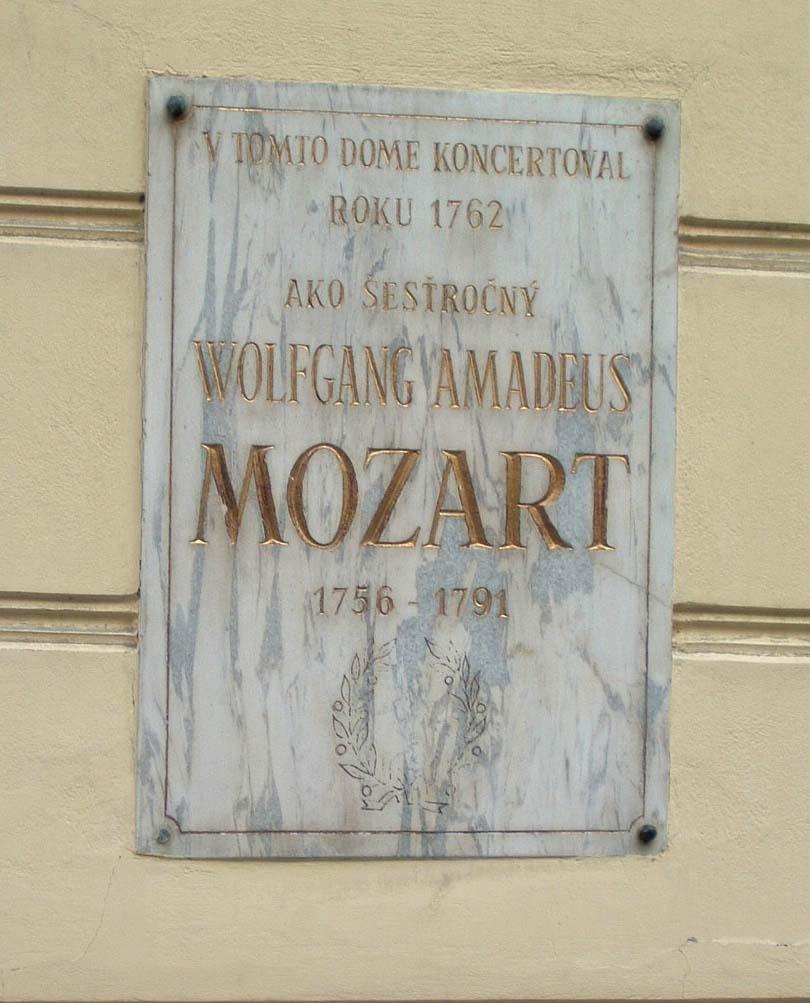 V TOMTO DOME KONCERTOVAL
ROKU 1762
AKO ŠESŤROČNÝ
WOLFGANG AMADEUS
MOZART
1756 - 1791